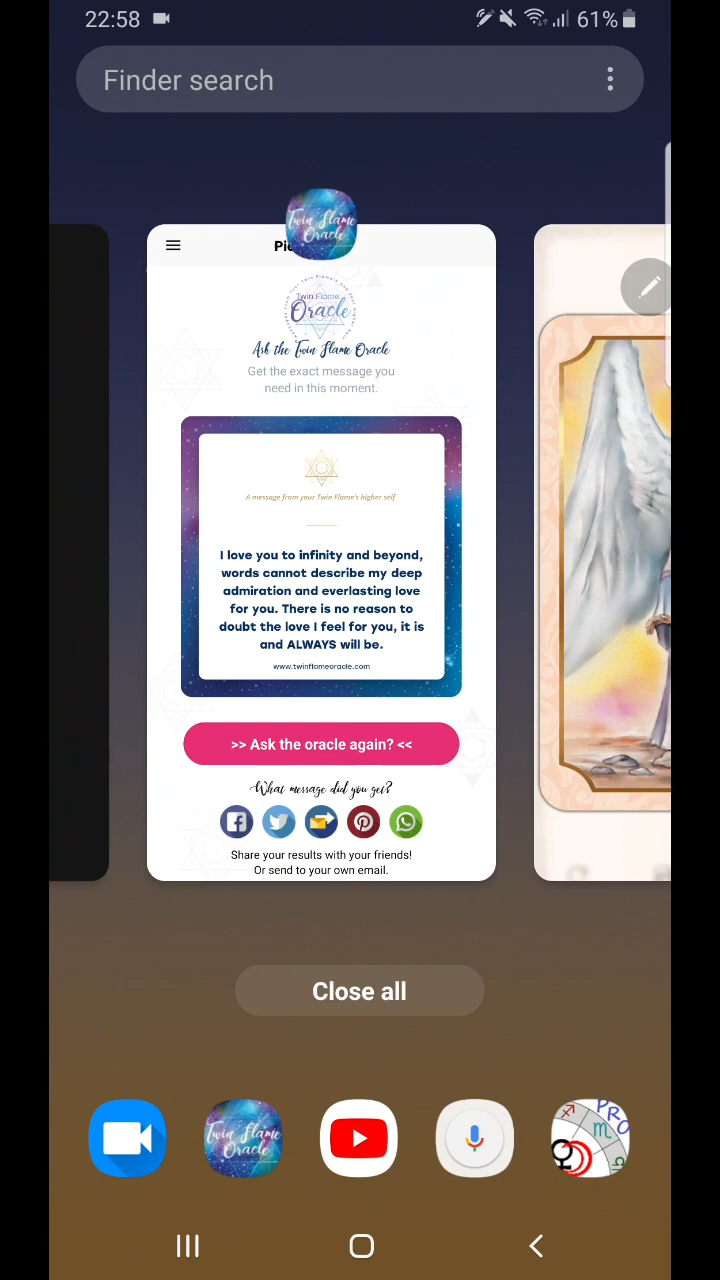 22:58
61%
Finder search
Twin Flame
Oracle
Twin Flame
Oracle
Ask the Twin Flame Oracle
Get the exact message you
need in this moment.
A message from your Twin Flame's higher self
I love you to infinity and beyond,
words cannot describe my deep
admiration and everlasting love
for you. There is no reason to
doubt the love I feel for you, it is
and ALWAYS will be.
www.twinflameoracle.com
>> Ask the oracle again? <<
What message did you get?
Share your results with your friends!
Or send to your own email.
Close all
Twin Flame
Oracle
PRO